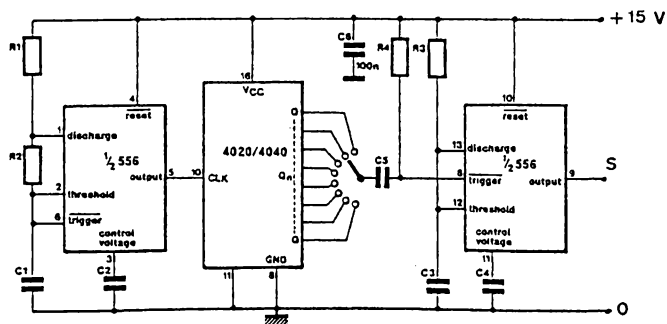 + 15 V
R1
R2
4
reset
1
discharge
½ 556
2
threshold
output
5
6
trigger
control
voltage
3
C1
C2
16
VCC
4020/4040
10
CLK
Qn
GND
11
8
C6
100n
R4
R3
C5
10
reset
13
discharge
½ 556
8
trigger
output
9
S
12
threshold
control
voltage
11
C3
C4
0